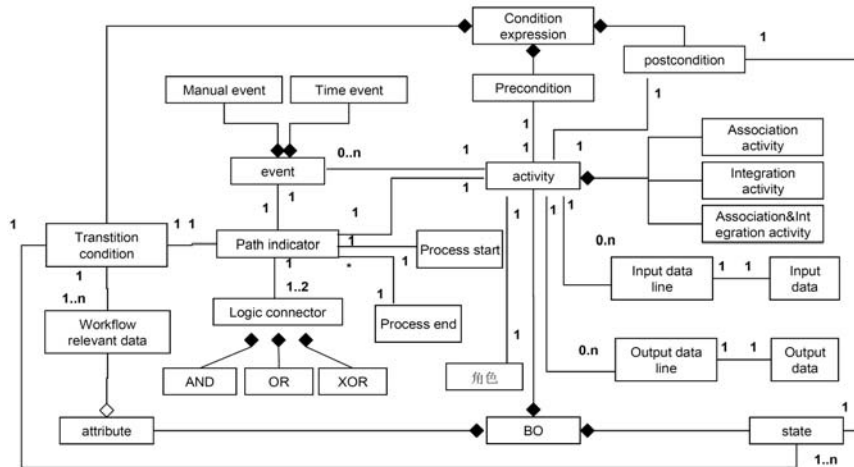 Condition
expression
1
1
postcondition
Manual event
Time event
Precondition
1
1
Association
activity
0..n
1
1
1
event
activity
Integration
activity
1
1
1
1
1
1
Association&Int
egration activity
1
1
1
1
1
Transtition
condition
Path indicator
1
Process start
0.n
1
1
*
1
Input data
line
1
1
Input
data
1..n
1..2
1
Workflow
relevant data
Logic connector
Process end
1
0.n
Output data
line
1
1
Output
data
AND
OR
XOR
角色
1
attribute
BO
state
1..n